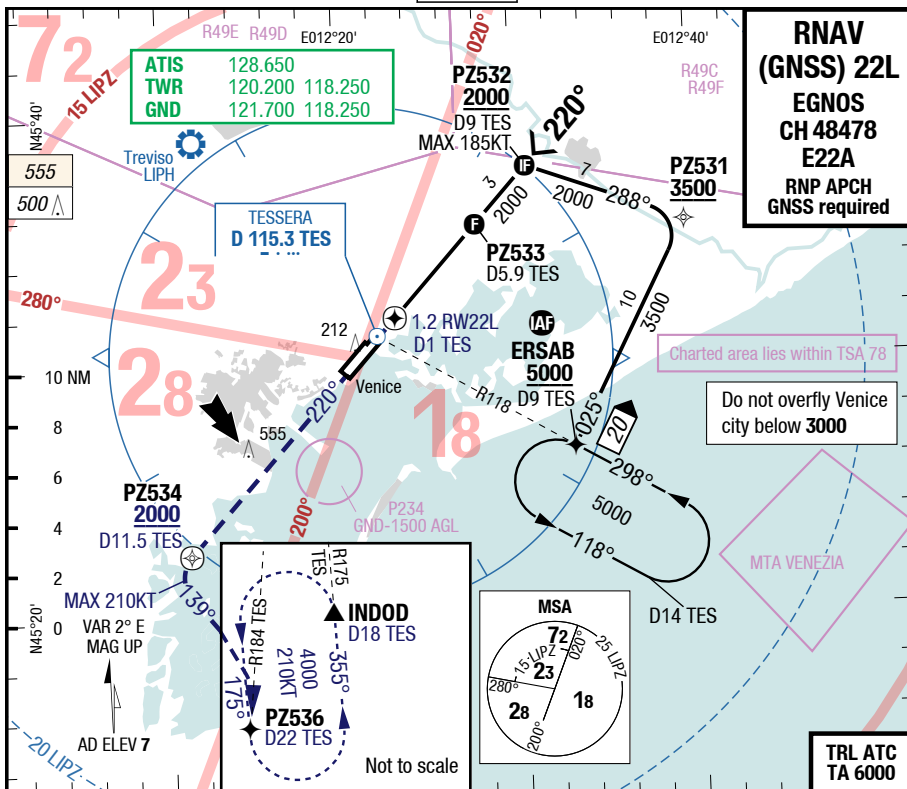 RNAV
(GNSS) 22L
EGNOS
CH 48478
E22A
RNP APCH
GNSS required
72
R49E R49D
E012°20'
020°
E012°40'
R49C
R49F
ATIS 128.650
TWR 120.200 118.250
GND 121.700 118.250
15 LIPZ
N45°40'
Treviso
LIPH
555
500
PZ532
2000
D9 TES
MAX 185KT
220°
IF
7
2000
288°
PZ531
3500
3
2000
F
PZ533
D5.9 TES
TESSERA
D 115.3 TES
23
280°
212
1.2 RW22L
D1 TES
10
3500
IAF
ERSAB
5000
D9 TES
Charted area lies within TSA 78
Do not overfly Venice
city below 3000
Venice
R118
10 NM
28
18
220°
025°
20
555
298°
5000
118°
D14 TES
8
6
4
2
0
P234
GND-1500 AGL
200°
MTA VENEZIA
PZ534
2000
D11.5 TES
MAX 210KT
139°
N45°20'
VAR 2° E
MAG UP
AD ELEV 7
20 LIPZ
R184 TES
R175
TES
INDOD
D18 TES
4000
210KT
355°
175°
PZ536
D22 TES
Not to scale
MSA
72
15 LIPZ
020°
25 LIPZ
23
280°
28
18
200°
TRL ATC
TA 6000